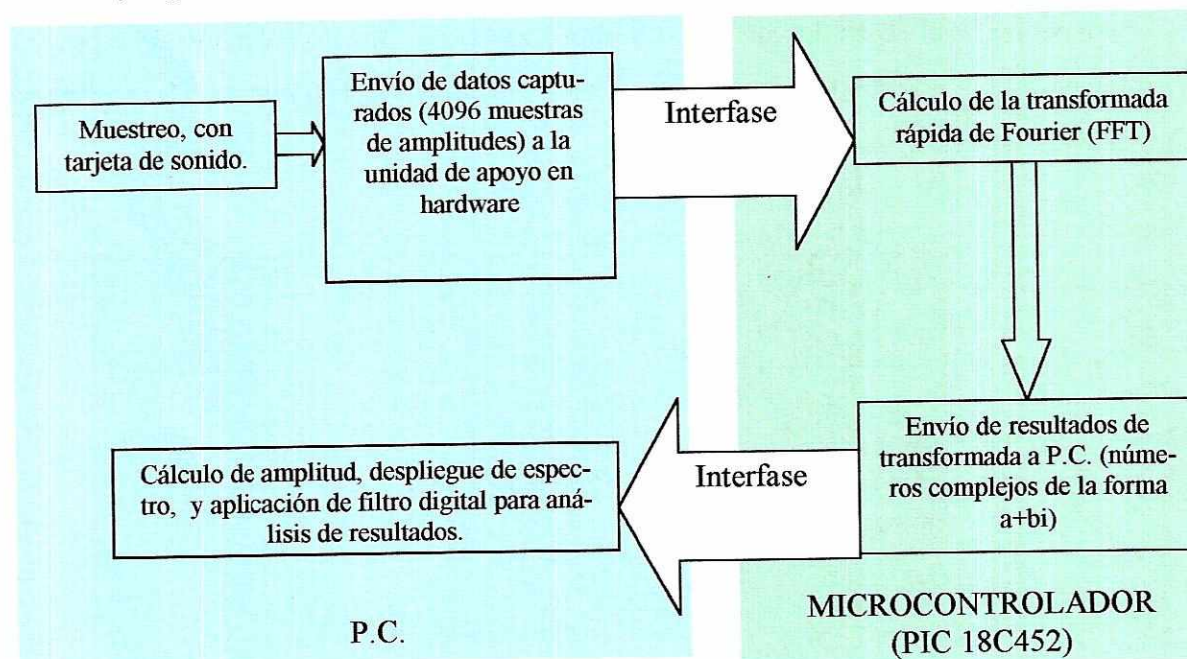 Muestreo, con
tarjeta de sonido.
Envío de datos captu-
rados (4096 muestras
de amplitudes) a la
unidad de apoyo en
hardware
Interfase
Cálculo de la transformada
rápida de Fourier (FFT)
Envío de resultados de
transformada a P.C. (núme-
ros complejos de la forma
a+bi)
Interfase
Cálculo de amplitud, despliegue de espec-
tro, y aplicación de filtro digital para aná-
lisis de resultados.
P.C.
MICROCONTROLADOR
(PIC 18C452)